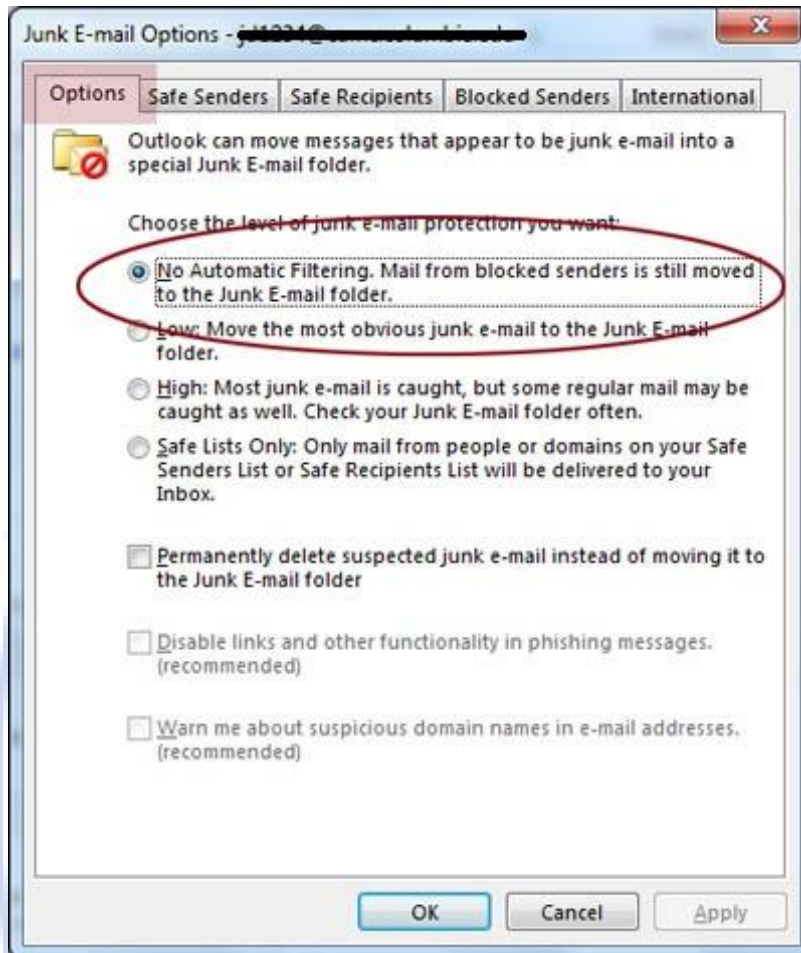 Junk E-mail Options -
Options
Safe Senders
Safe Recipients
Blocked Senders
International
Outlook can move messages that appear to be junk e-mail into a
special Junk E-mail folder.
Choose the level of junk e-mail protection you want:
No Automatic Filtering. Mail from blocked senders is still moved
to the Junk E-mail folder.
Low: Move the most obvious junk e-mail to the Junk E-mail
folder.
High: Most junk e-mail is caught, but some regular mail may be
caught as well. Check your Junk E-mail folder often.
Safe Lists Only: Only mail from people or domains on your Safe
Senders List or Safe Recipients List will be delivered to your
Inbox.
Permanently delete suspected junk e-mail instead of moving it to
the Junk E-mail folder
Disable links and other functionality in phishing messages.
(recommended)
Warn me about suspicious domain names in e-mail addresses.
(recommended)
OK
Cancel
Apply